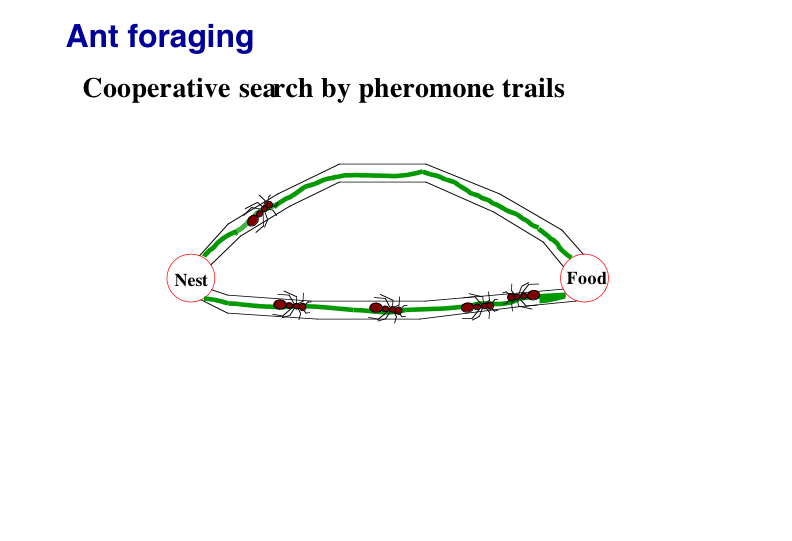 Ant foraging
Cooperative search by pheromone trails
Nest
Food